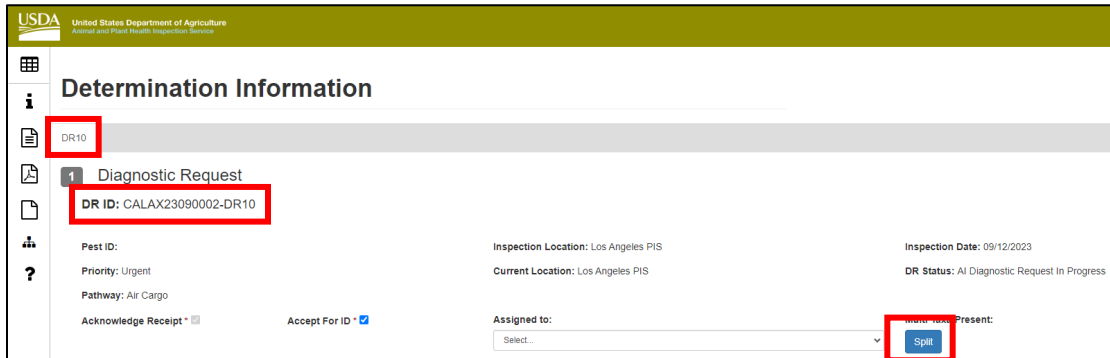 USDA United States Department of Agriculture
Animal and Plant Health Inspection Service
Determination Information
DR10
1 Diagnostic Request
DR ID: CALAX23090002-DR10
Pest ID: Inspection Location: Los Angeles PIS Inspection Date: 09/12/2023
Priority: Urgent Current Location: Los Angeles PIS DR Status: AI Diagnostic Request In Progress
Pathway: Air Cargo
Acknowledge Receipt * Accept For ID * Assigned to: Present:
Select... Split